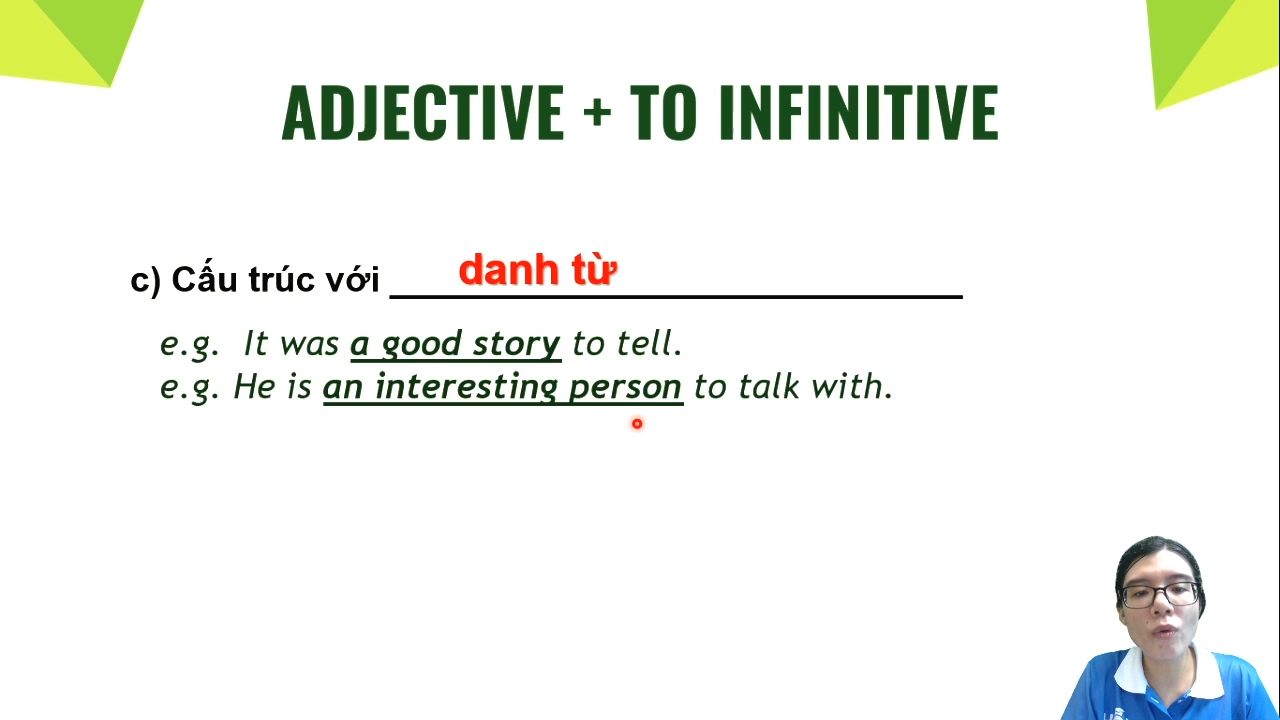 ADJECTIVE + TO INFINITIVE
c) Cấu trúc với danh từ
e.g. It was a good story to tell.
e.g. He is an interesting person to talk with.